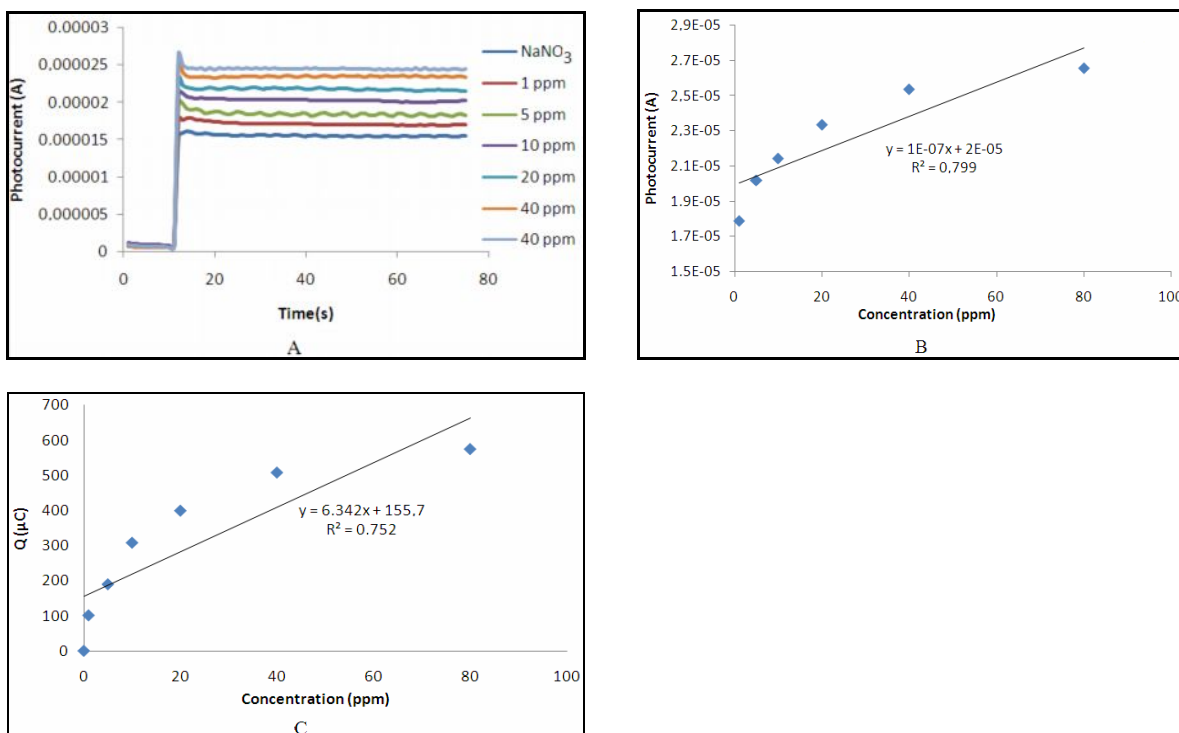 0.00003
0.000025
0.00002
0.000015
0.00001
0.000005
0
Photocurrent (A)
0 20 40 60 80
Time(s)
NaNO3
1 ppm
5 ppm
10 ppm
20 ppm
40 ppm
40 ppm
A
2.9E-05
2.7E-05
2.5E-05
2.3E-05
2.1E-05
1.9E-05
1.7E-05
1.5E-05
Photocurrent (A)
y = 1E-07x + 2E-05
R² = 0,799
0 20 40 60 80 100
Concentration (ppm)
B
700
600
500
400
300
200
100
0
Q (µC)
y = 6.342x + 155,7
R² = 0.752
0 20 40 60 80 100
Concentration (ppm)
C